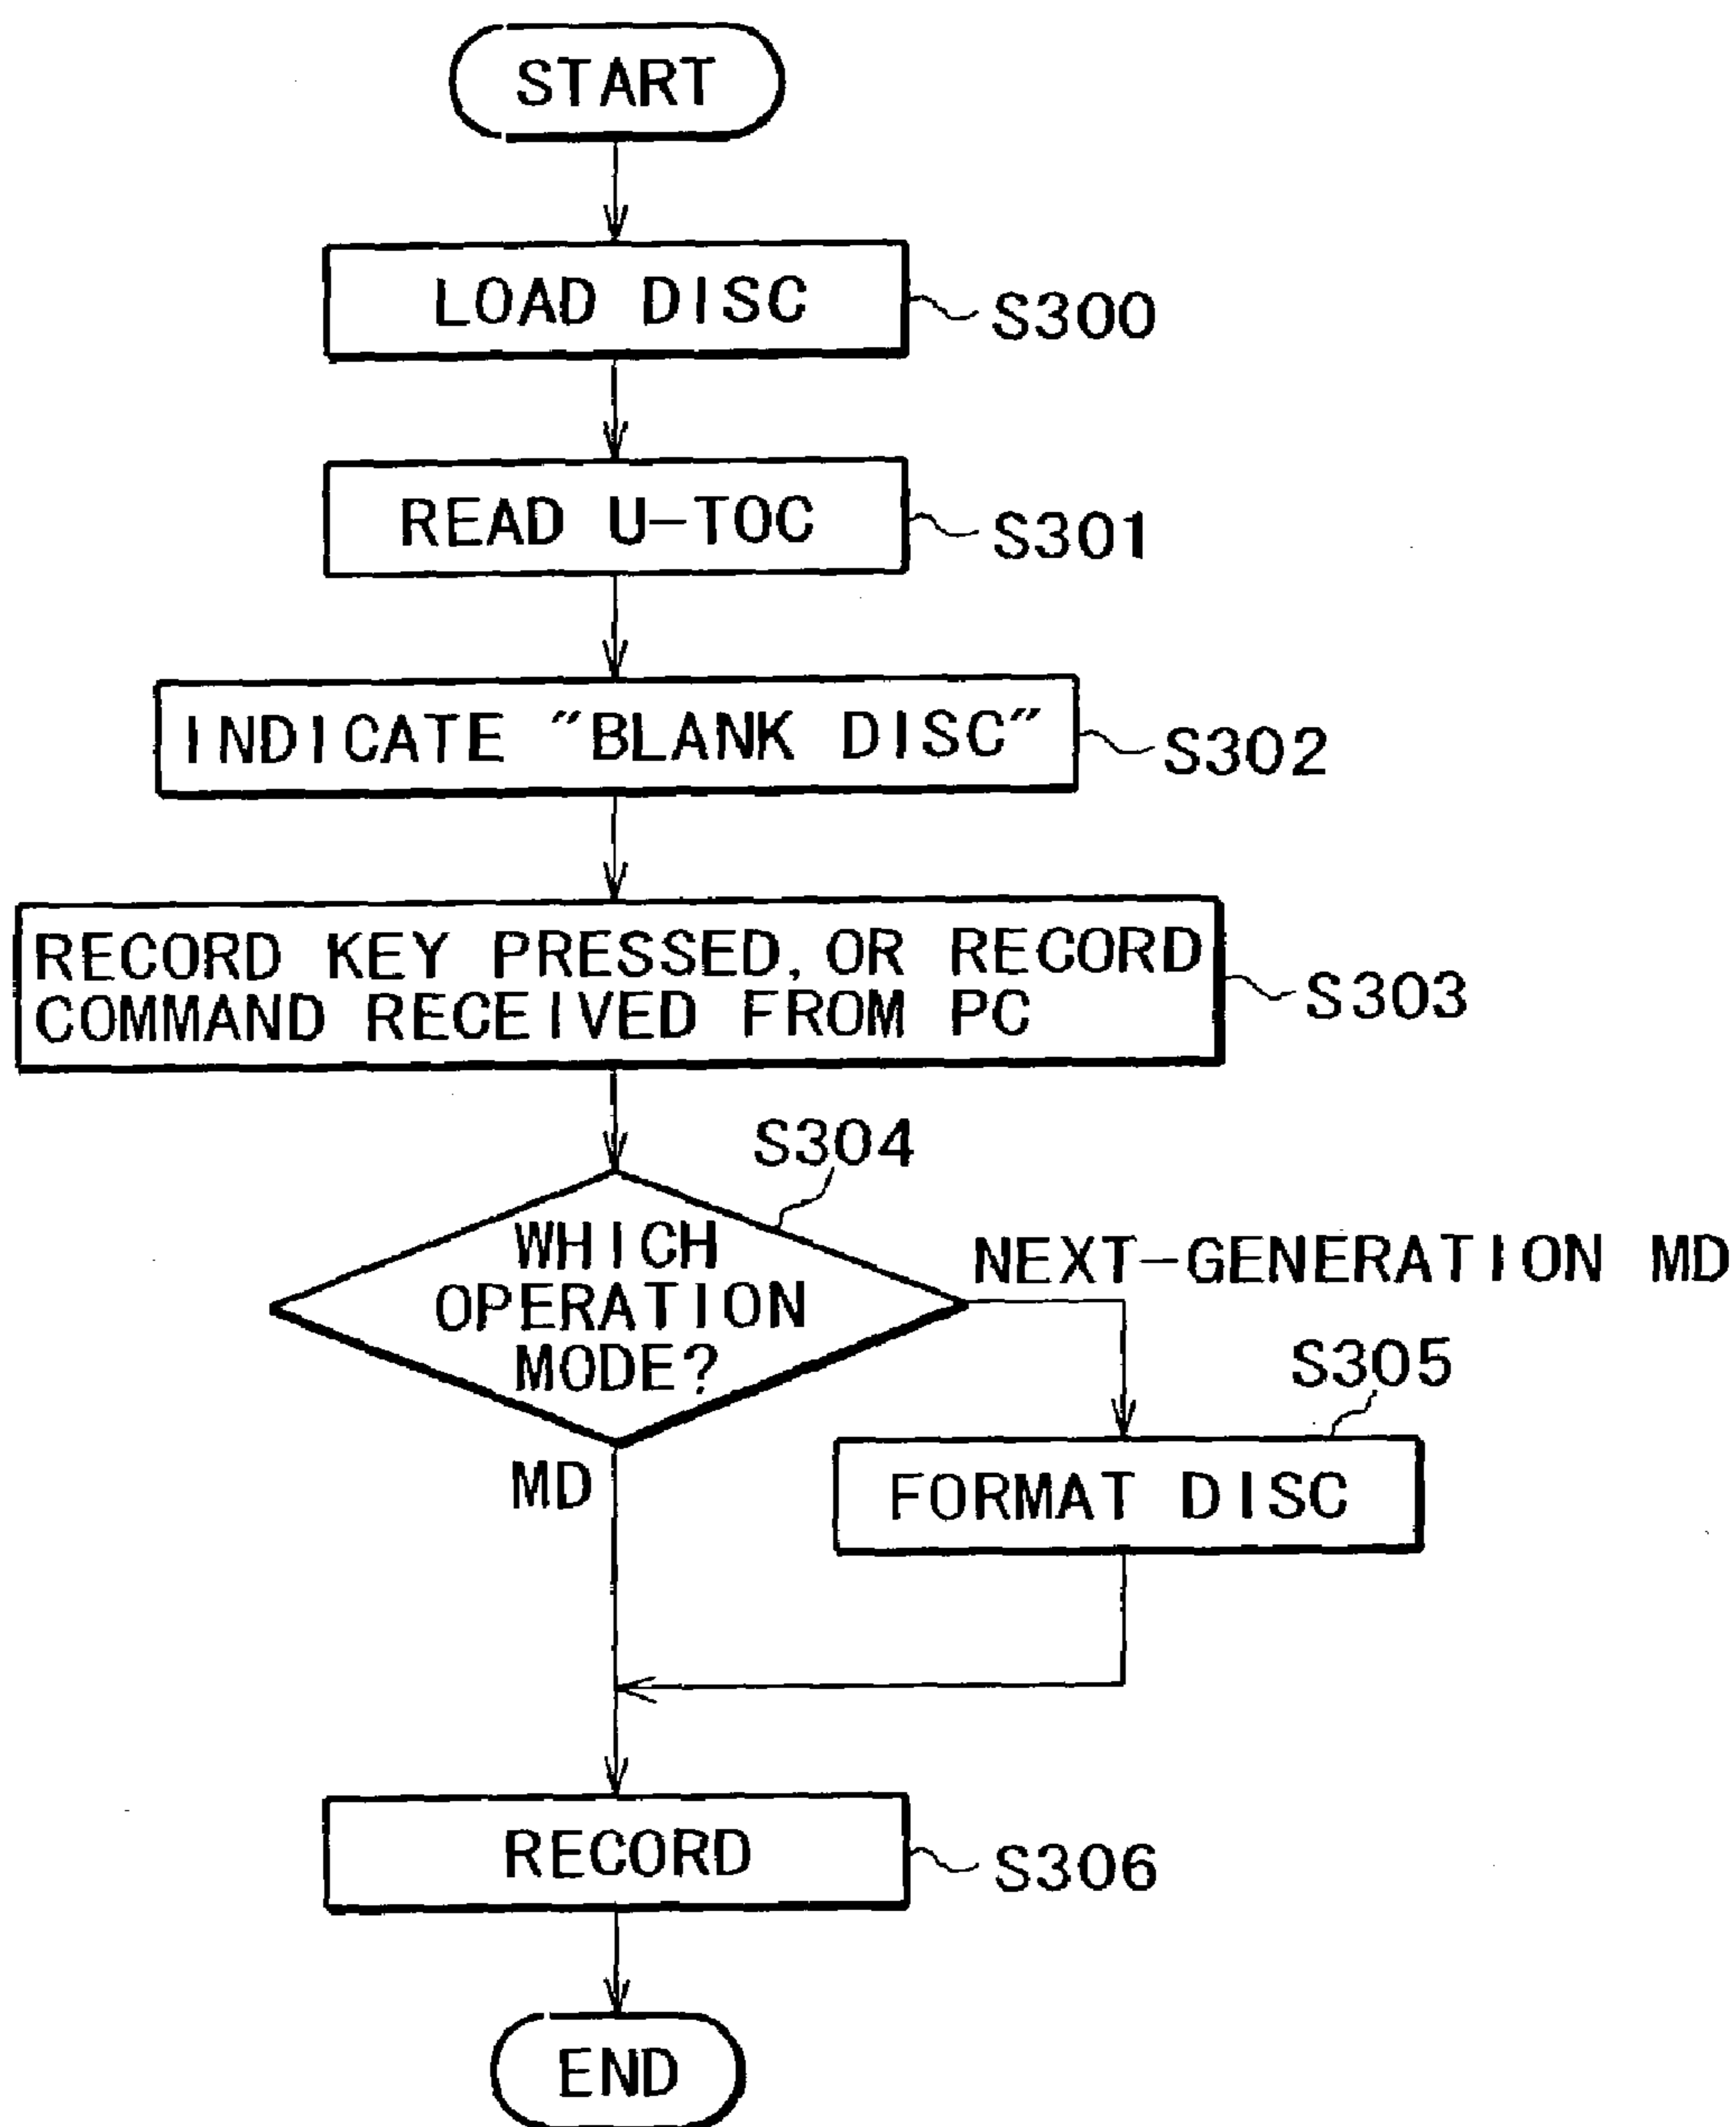 START
LOAD DISC
S300
READ U-TOC
S301
INDICATE "BLANK DISC"
S302
RECORD KEY PRESSED, OR RECORD
COMMAND RECEIVED FROM PC
S303
S304
WHICH
OPERATION
MODE?
NEXT-GENERATION MD
S305
MD
FORMAT DISC
RECORD
S306
END